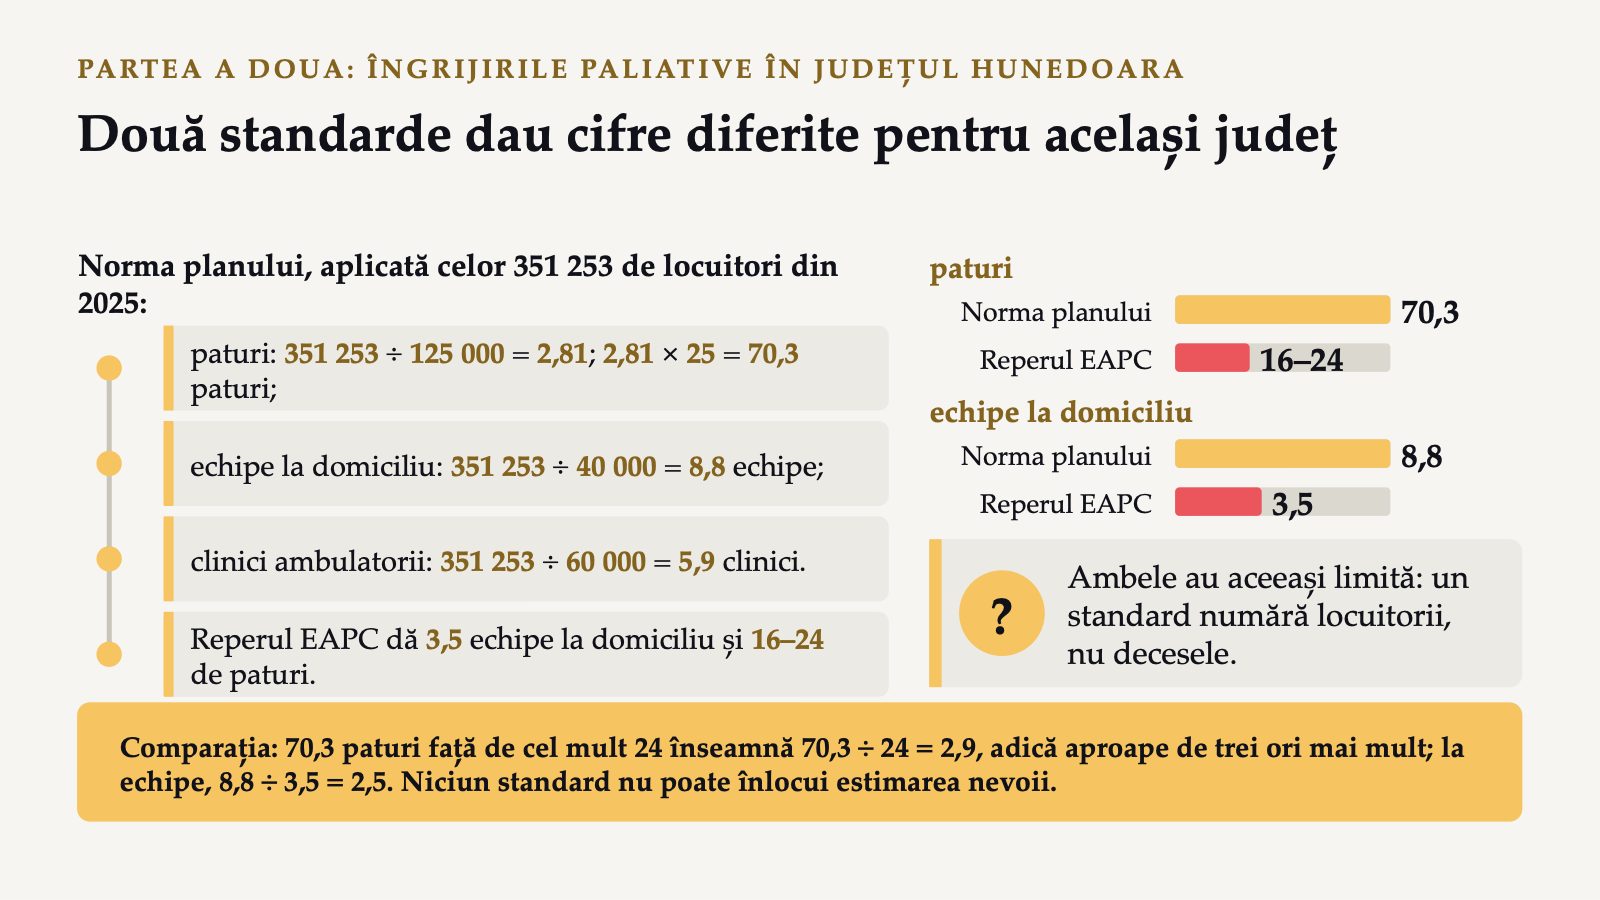 PARTEA A DOUA: ÎNGRIJIRILE PALIATIVE ÎN JUDEȚUL HUNEDOARA
Două standarde dau cifre diferite pentru același județ
Norma planului, aplicată celor 351 253 de locuitori din
2025:
paturi: 351 253 ÷ 125 000 = 2,81; 2,81 × 25 = 70,3
paturi;
echipe la domiciliu: 351 253 ÷ 40 000 = 8,8 echipe;
clinici ambulatorii: 351 253 ÷ 60 000 = 5,9 clinici.
Reperul EAPC dă 3,5 echipe la domiciliu și 16–24
de paturi.
paturi
Norma planului 70,3
Reperul EAPC 16–24
echipe la domiciliu
Norma planului 8,8
Reperul EAPC 3,5
?
Ambele au aceeași limită: un
standard numără locuitorii,
nu decesele.
Comparația: 70,3 paturi față de cel mult 24 înseamnă 70,3 ÷ 24 = 2,9, adică aproape de trei ori mai mult; la
echipe, 8,8 ÷ 3,5 = 2,5. Niciun standard nu poate înlocui estimarea nevoii.